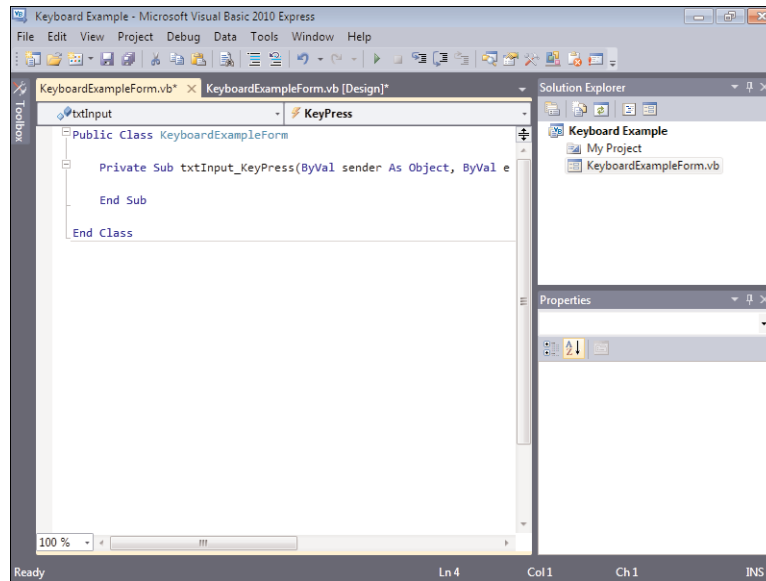 Keyboard Example - Microsoft Visual Basic 2010 Express
File Edit View Project Debug Data Tools Window Help
Toolbox
KeyboardExampleForm.vb* KeyboardExampleForm.vb [Design]*
txtInput KeyPress
Public Class KeyboardExampleForm
Private Sub txtInput_KeyPress(ByVal sender As Object, ByVal e
End Sub
End Class
100 %
Solution Explorer
Keyboard Example
My Project
KeyboardExampleForm.vb
Properties
Ready Ln 4 Col 1 Ch 1 INS